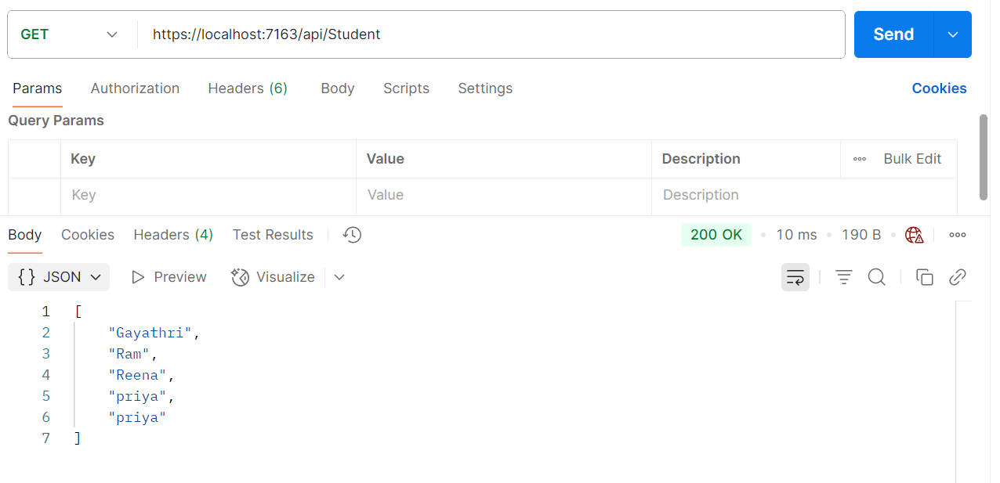 GET https://localhost:7163/api/Student Send
Params Authorization Headers (6) Body Scripts Settings Cookies
Query Params
Key Value Description Bulk Edit
Key Value Description
Body Cookies Headers (4) Test Results 200 OK 10 ms 190 B
{} JSON Preview Visualize
1 [
2 "Gayathri",
3 "Ram",
4 "Reena",
5 "priya",
6 "priya"
7 ]